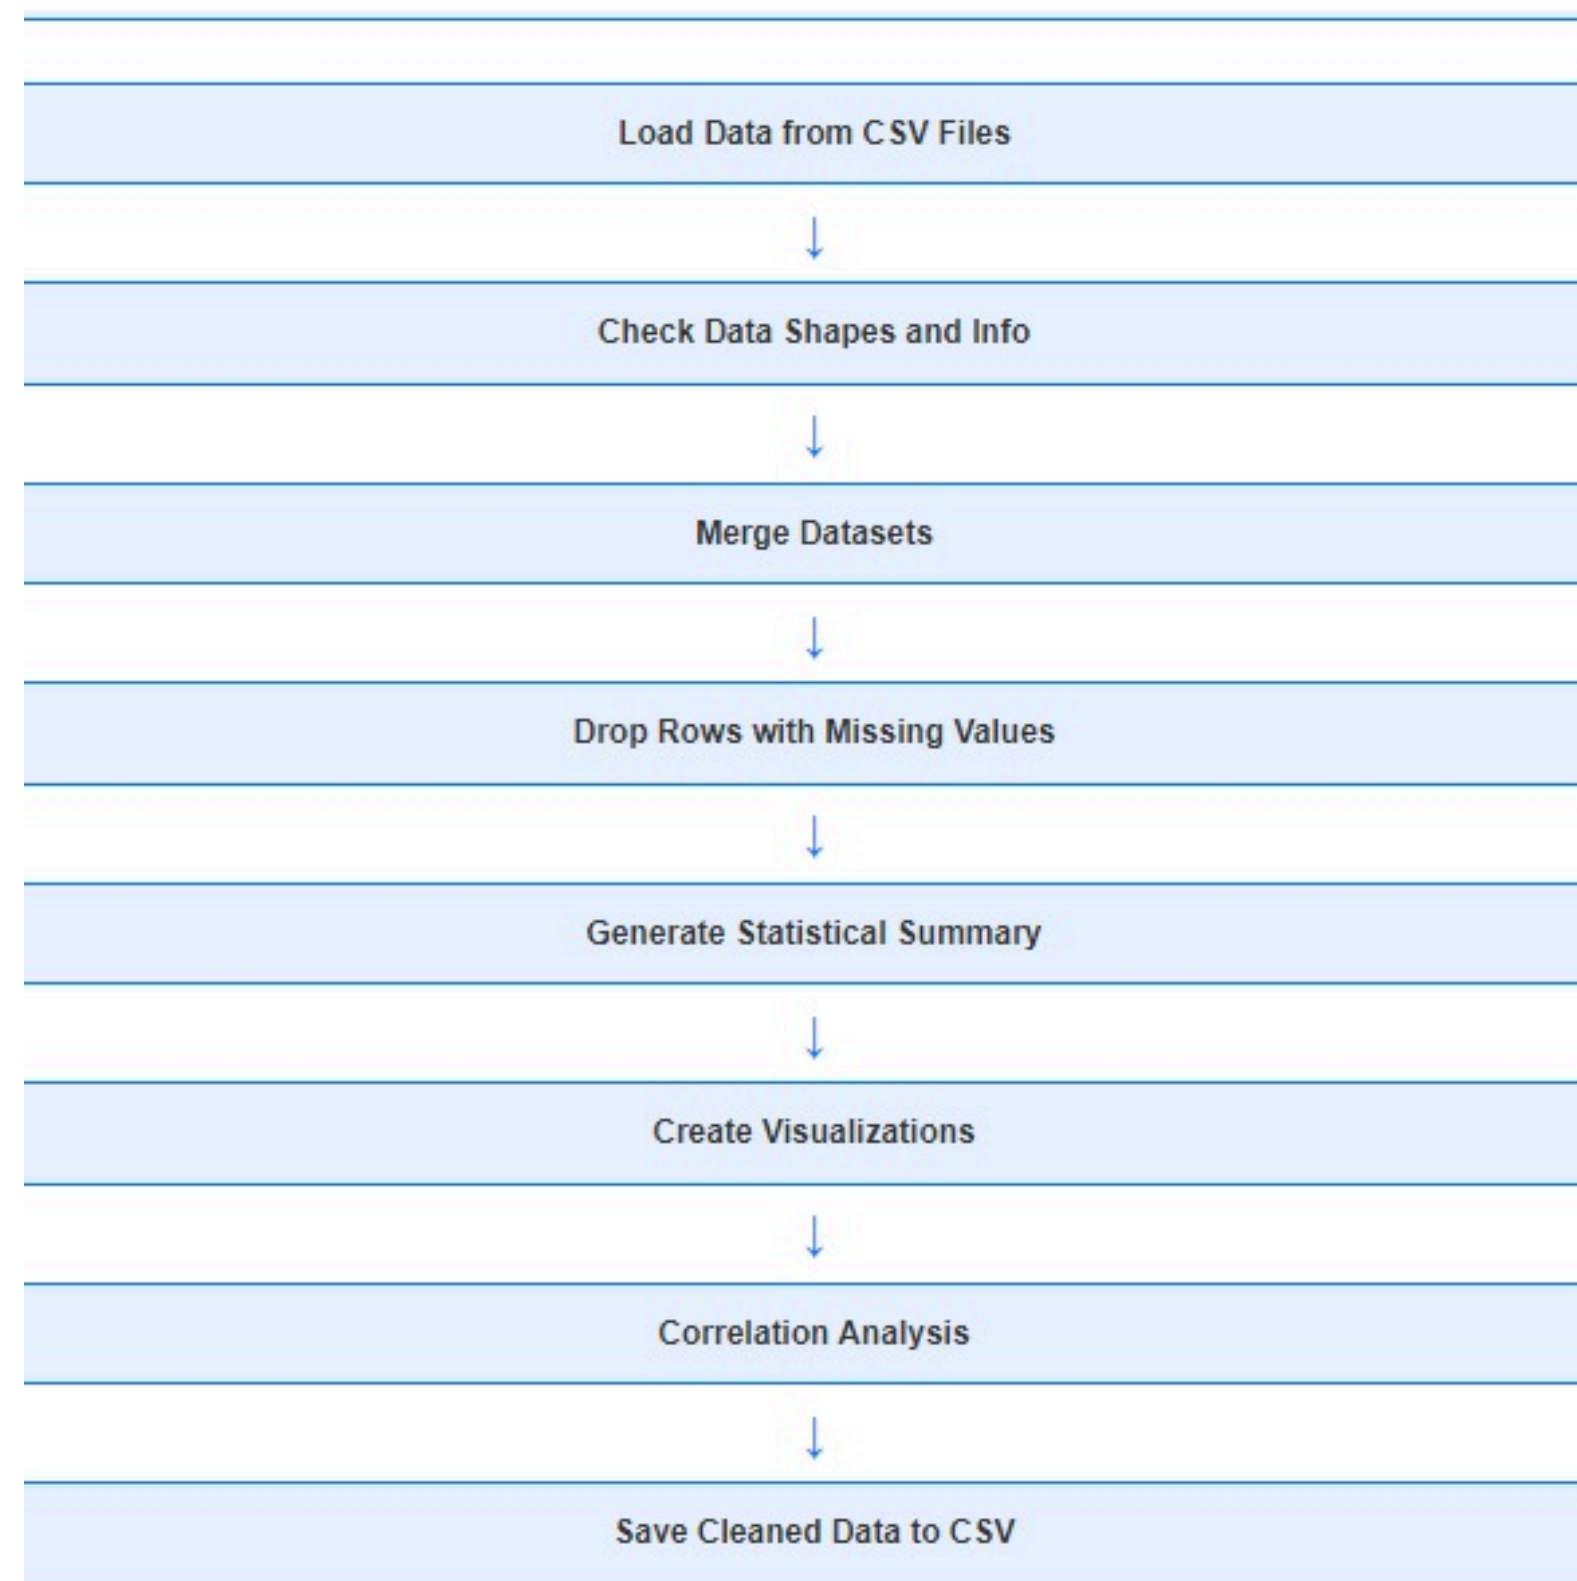 Load Data from CSV Files
↓
Check Data Shapes and Info
↓
Merge Datasets
↓
Drop Rows with Missing Values
↓
Generate Statistical Summary
↓
Create Visualizations
↓
Correlation Analysis
↓
Save Cleaned Data to CSV